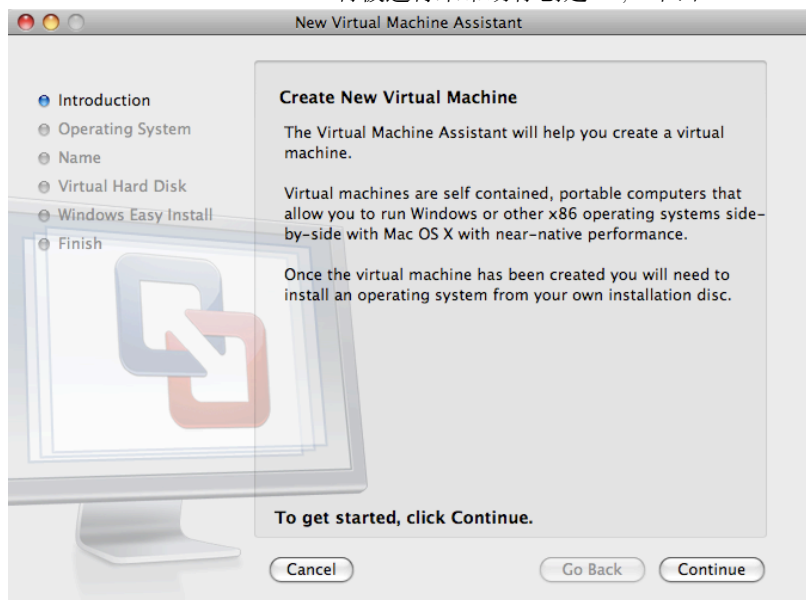 New Virtual Machine Assistant
Introduction
Operating System
Name
Virtual Hard Disk
Windows Easy Install
Finish
Create New Virtual Machine
The Virtual Machine Assistant will help you create a virtual
machine.
Virtual machines are self contained, portable computers that
allow you to run Windows or other x86 operating systems side-
by-side with Mac OS X with near-native performance.
Once the virtual machine has been created you will need to
install an operating system from your own installation disc.
To get started, click Continue.
Cancel
Go Back
Continue